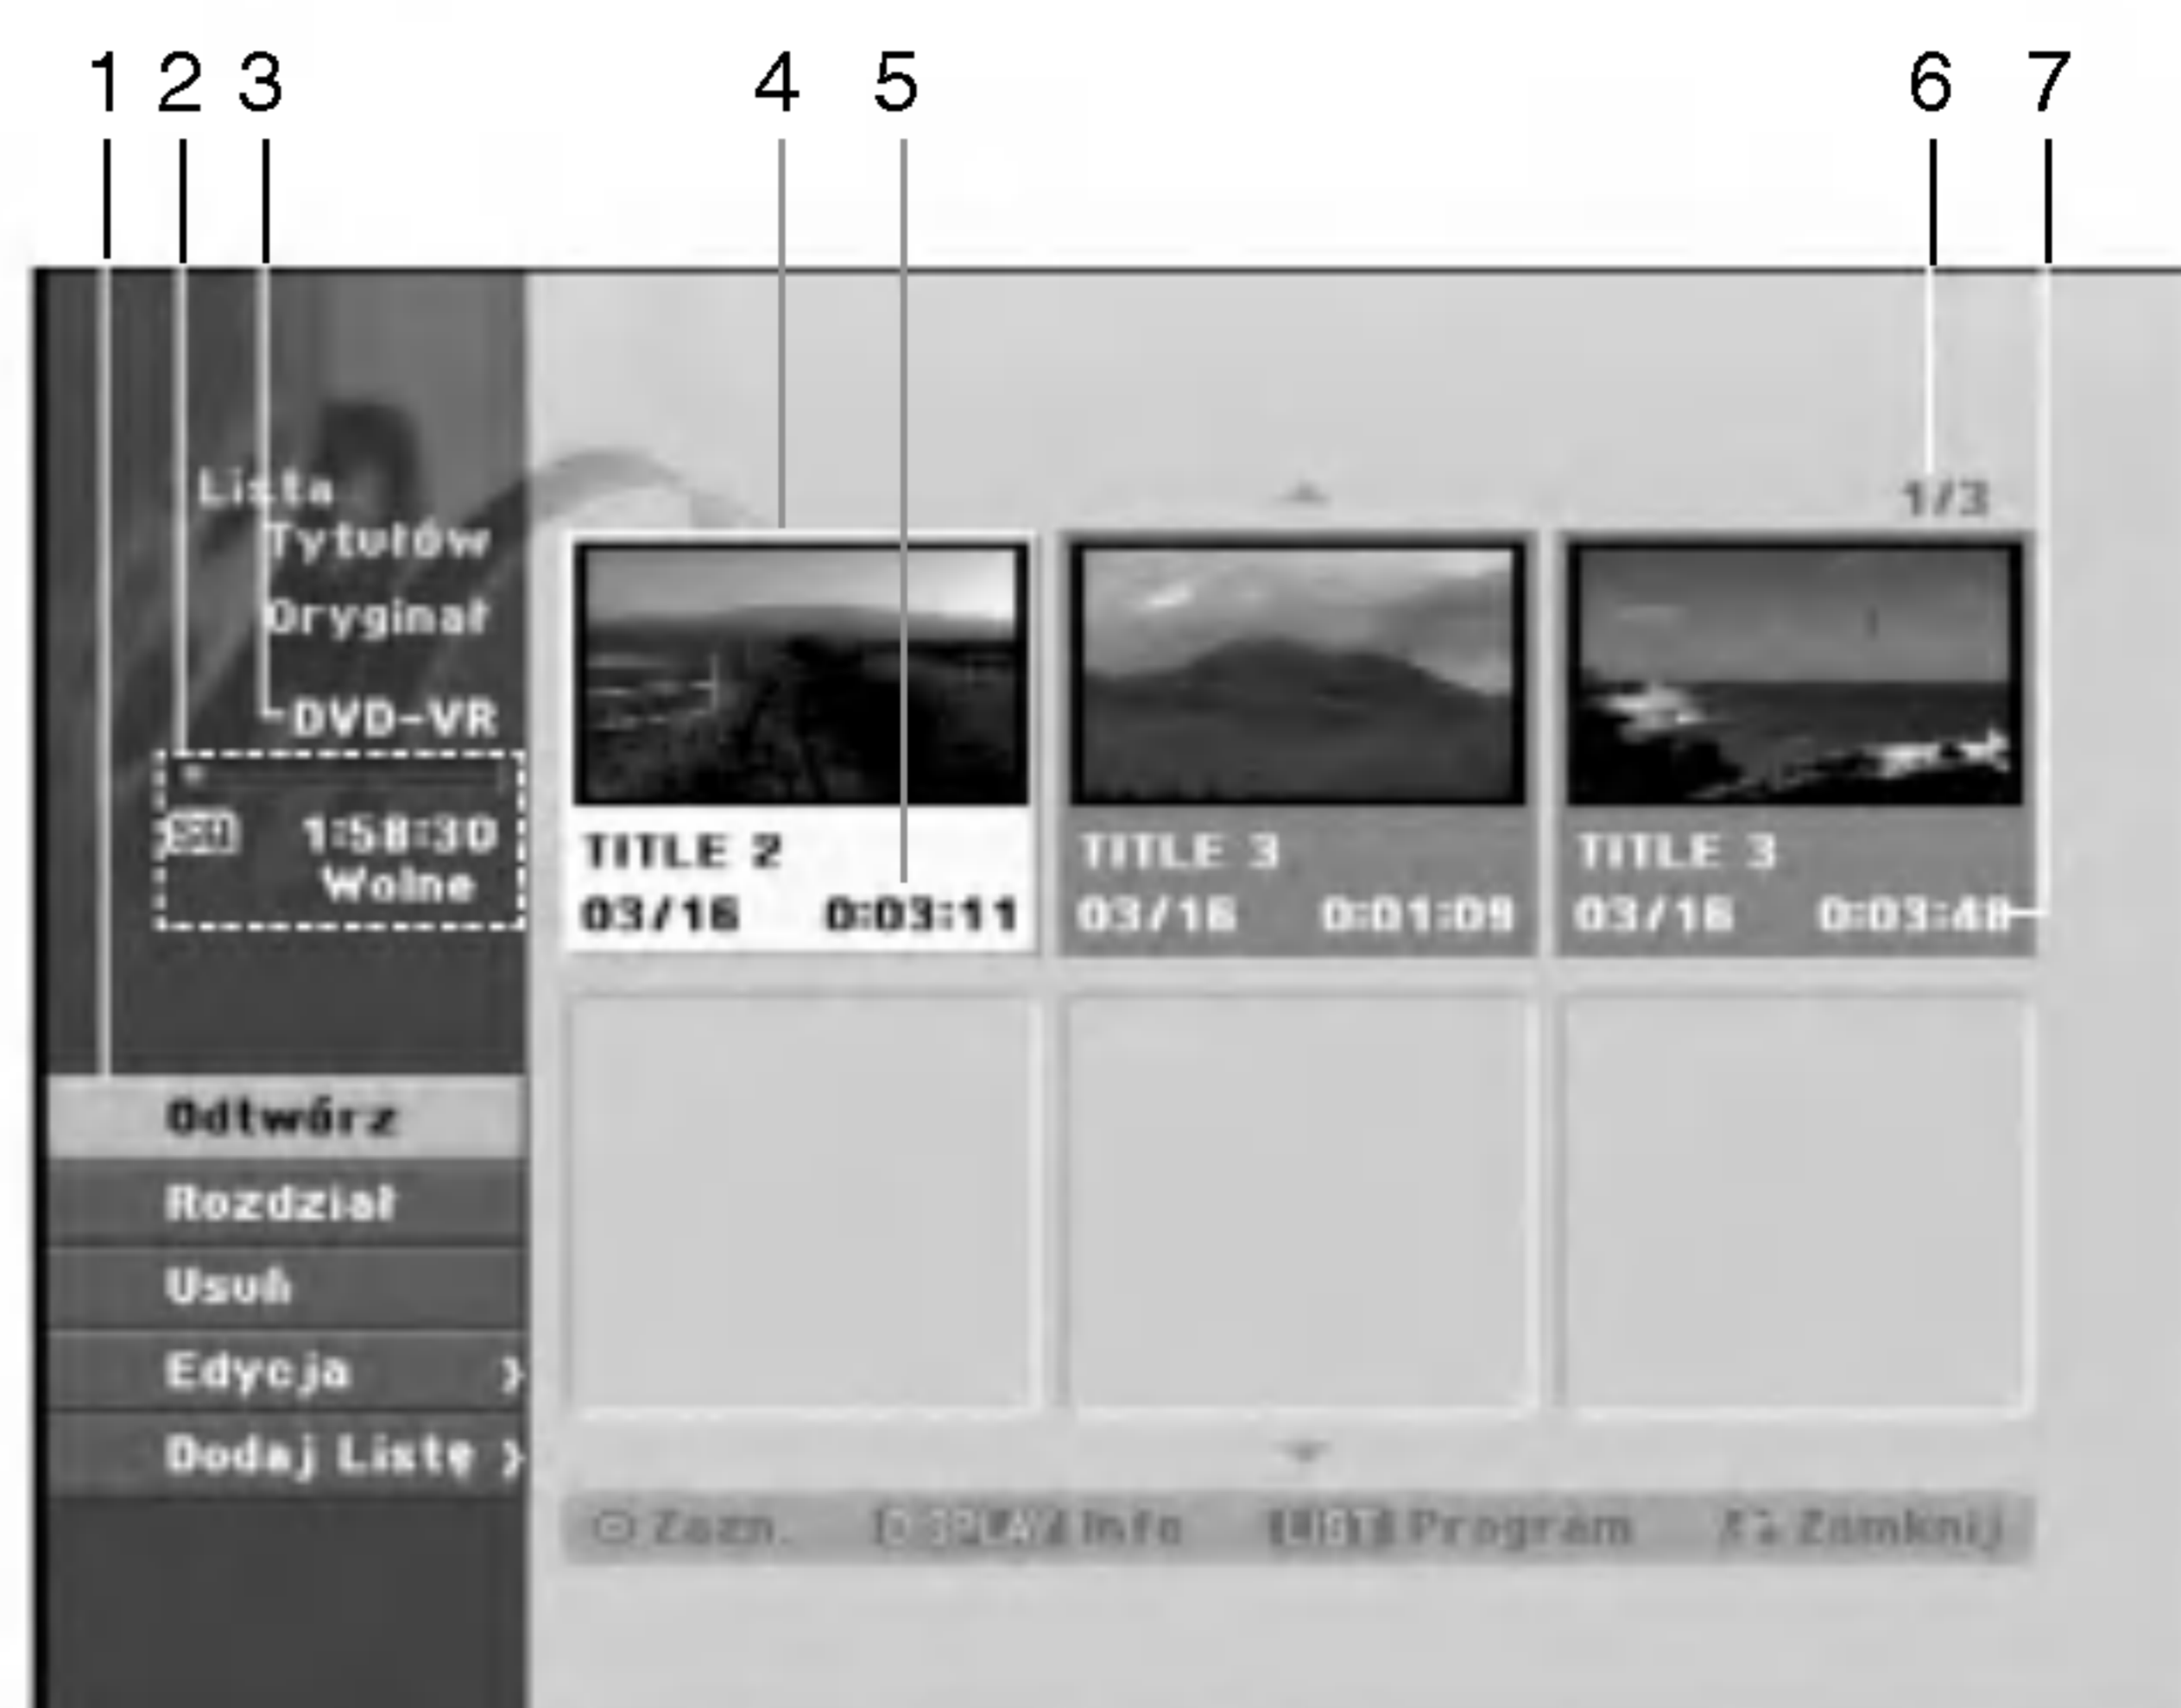 1 2 3 4 5 6 7
Lista
Tytułów
Oryginał
DVD-VR
1:58:30
Wolne
Odtwórz
Rozdział
Usuń
Edycja
Dodaj Listę
1/3
TITLE 2
03/16 0:03:11
TITLE 3
03/16 0:01:09
TITLE 3
03/16 0:03:48
Zazn. DISPLAY Info Program Zamknij